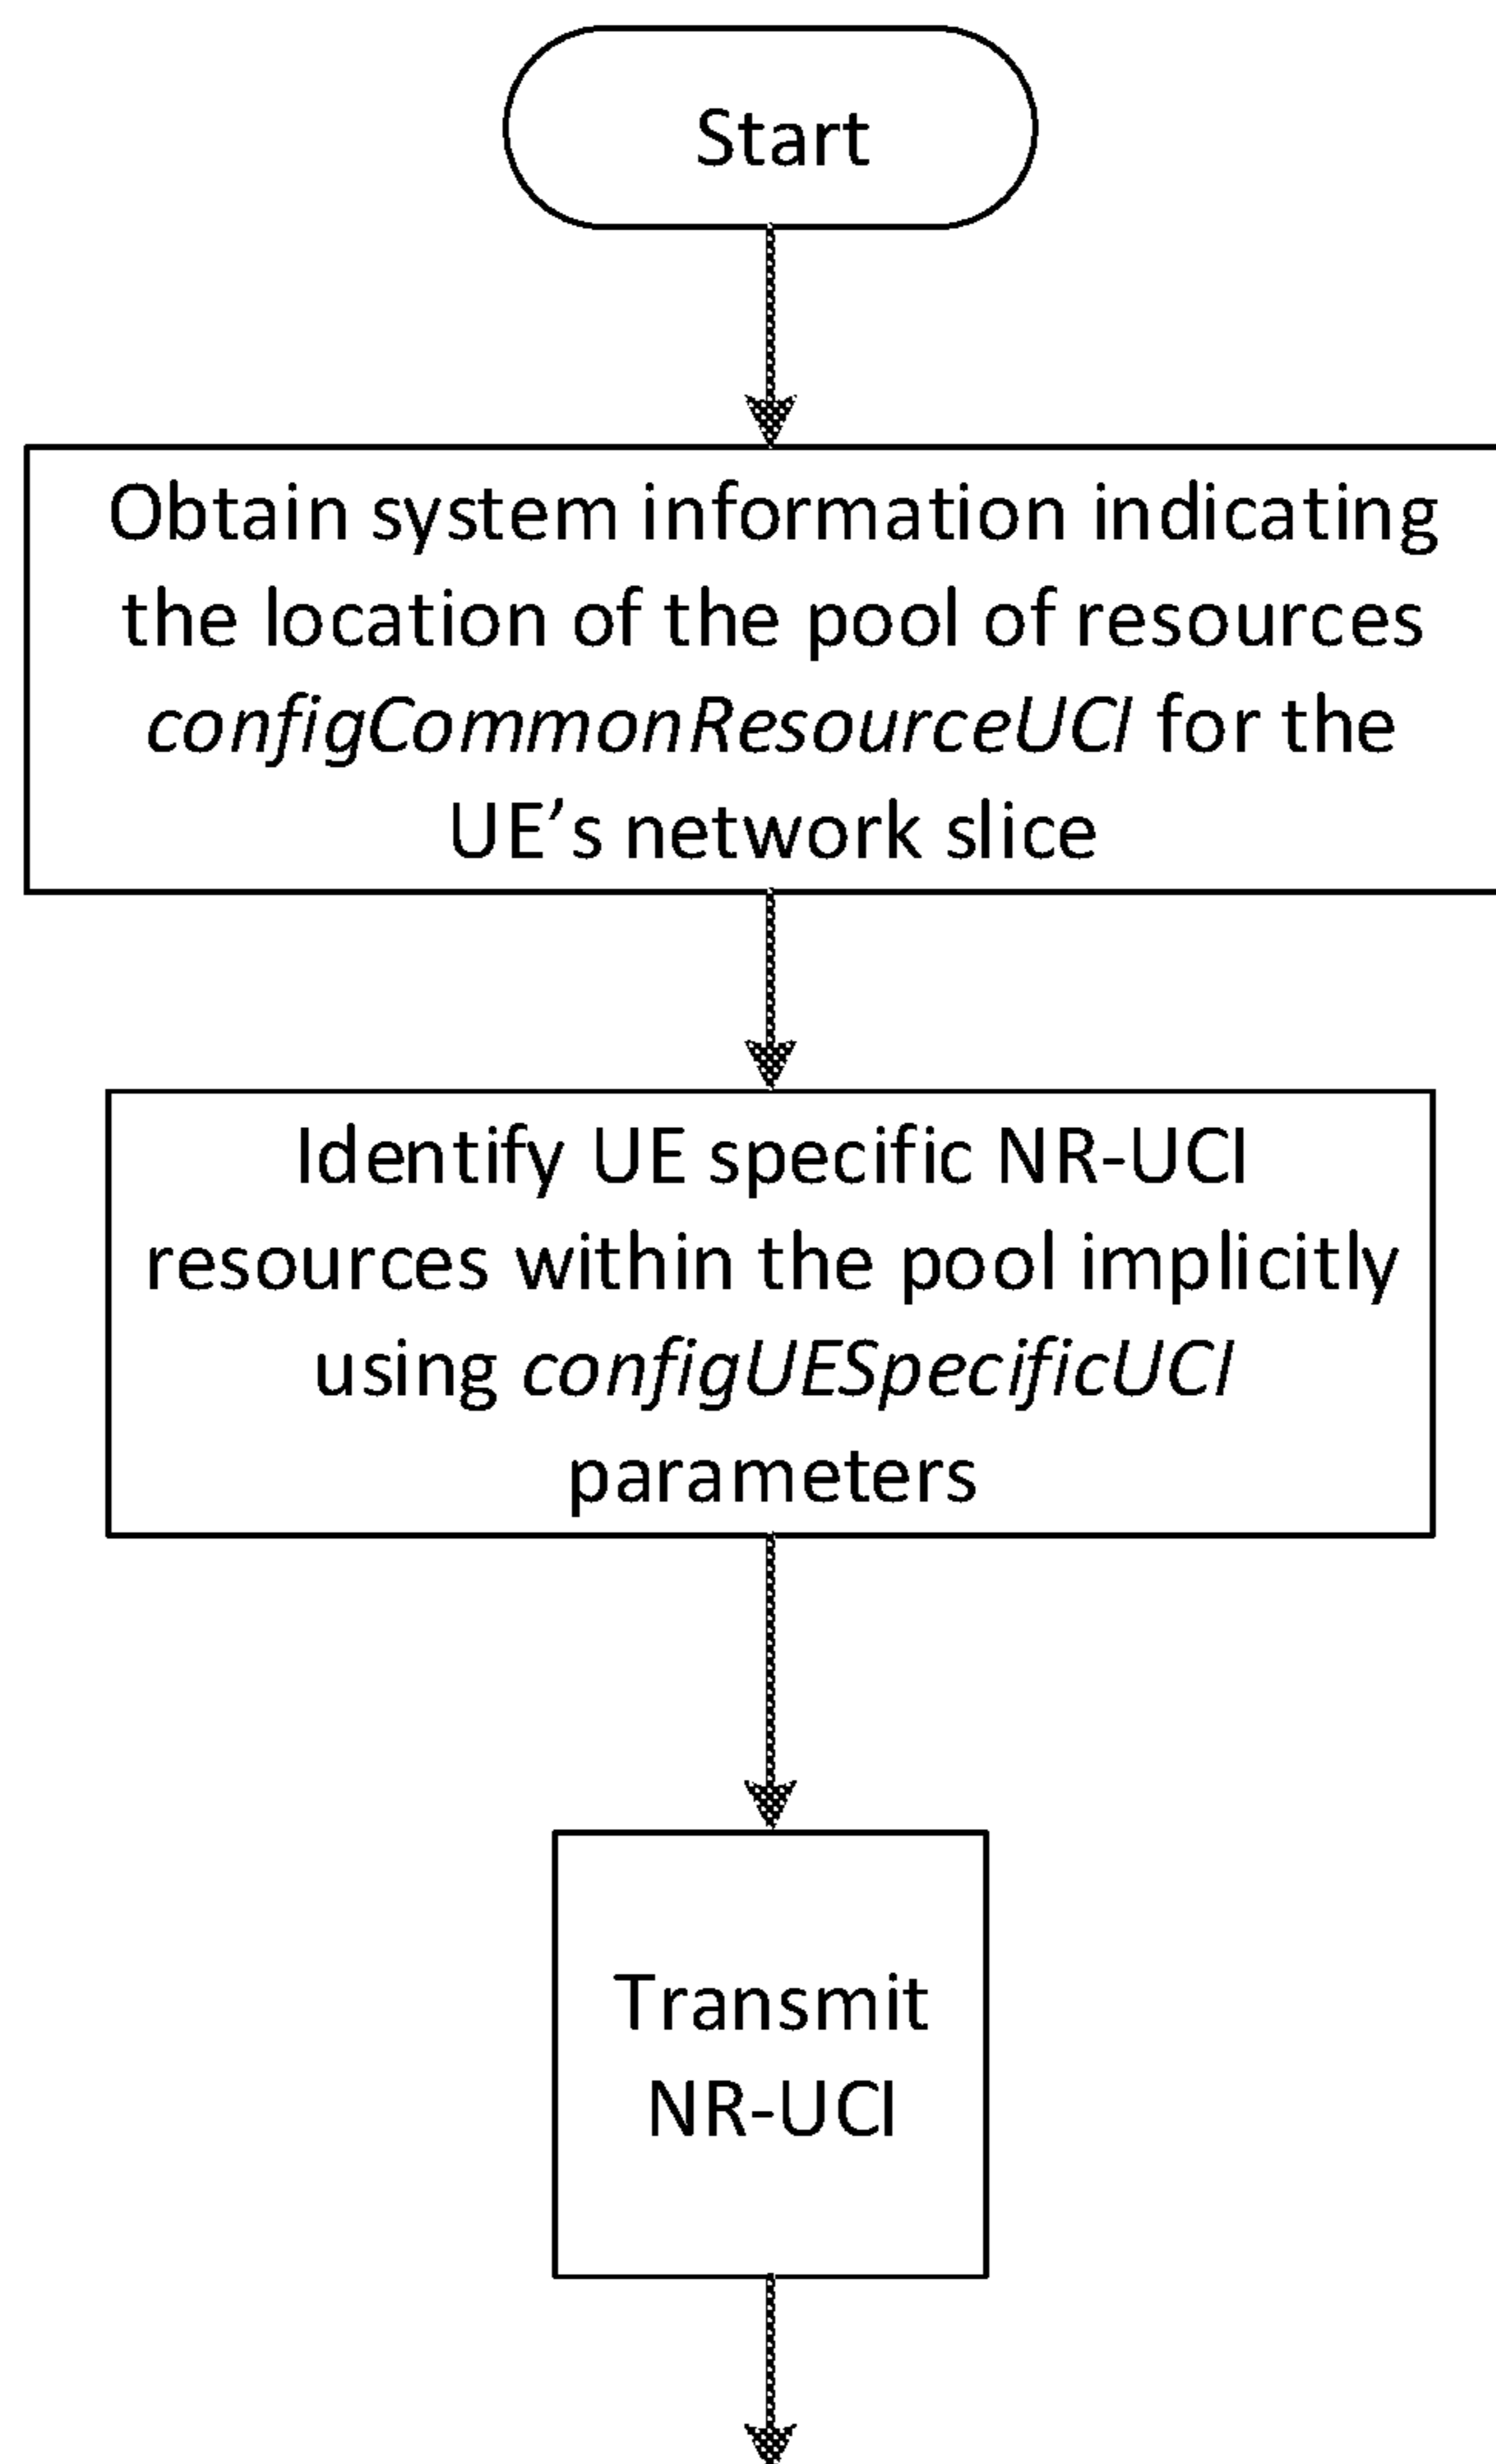 Start
Obtain system information indicating
the location of the pool of resources
configCommonResourceUCI for the
UE’s network slice
Identify UE specific NR-UCI
resources within the pool implicitly
using configUESpecificUCI
parameters
Transmit
NR-UCI